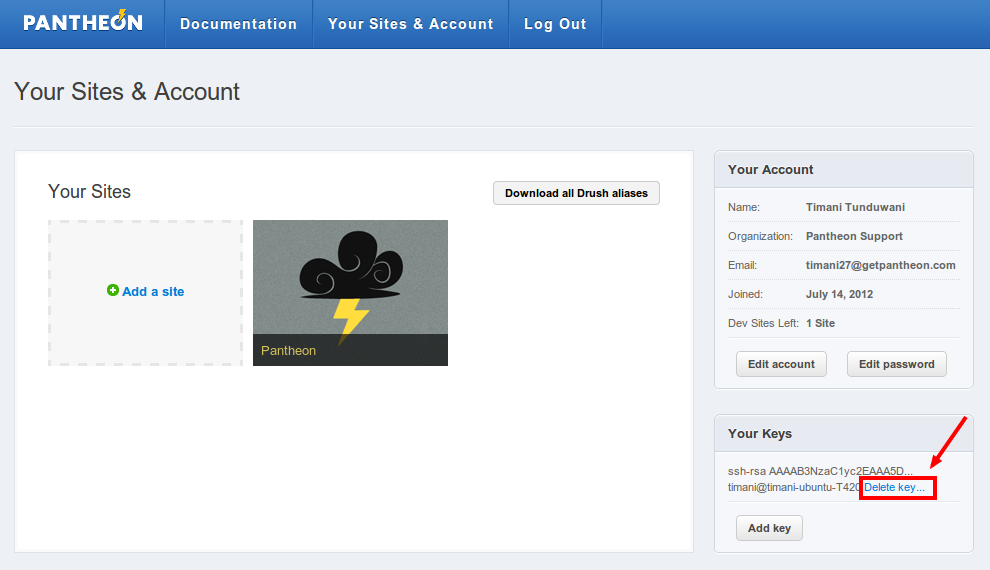 PANTHEON
Documentation
Your Sites & Account
Log Out
Your Sites & Account
Your Sites
Download all Drush aliases
Add a site
Pantheon
Your Account
Name: Timani Tunduwani
Organization: Pantheon Support
Email: timani27@getpantheon.com
Joined: July 14, 2012
Dev Sites Left: 1 Site
Edit account
Edit password
Your Keys
ssh-rsa AAAAB3NzaC1yc2EAAA5D...
timani@timani-ubuntu-T420 Delete key...
Add key